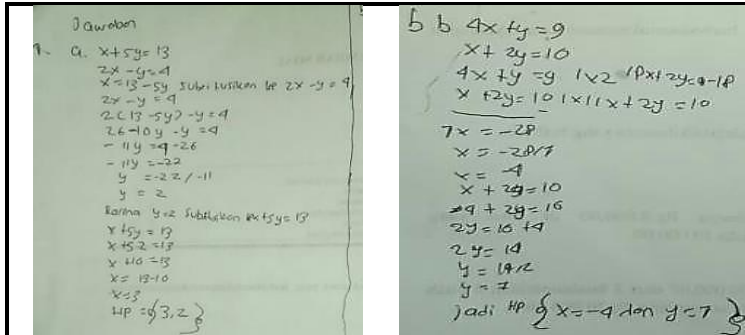 Jawaban
1. a. x+5y=13
2x-y=4
x=13-5y subtitusikan ke 2x-y=4
2x-y=4
2(13-5y)-y=4
26-10y-y=4
-11y=4-26
-11y=-22
y=-22/-11
y=2
karna y=2 subtitusikan ke x+5y=13
x+5y=13
x+5.2=13
x+10=13
x=13-10
x=3
HP={3,2}
b 4x+y=9
x+2y=10
4x+y=9 |x2
x+2y=10 |x1| x+2y=10
7x=-28
x=-28/7
x=-4
x+2y=10
-4+2y=10
2y=10+4
2y=14
y=14/2
y=7
Jadi HP {x=-4 dan y=7}